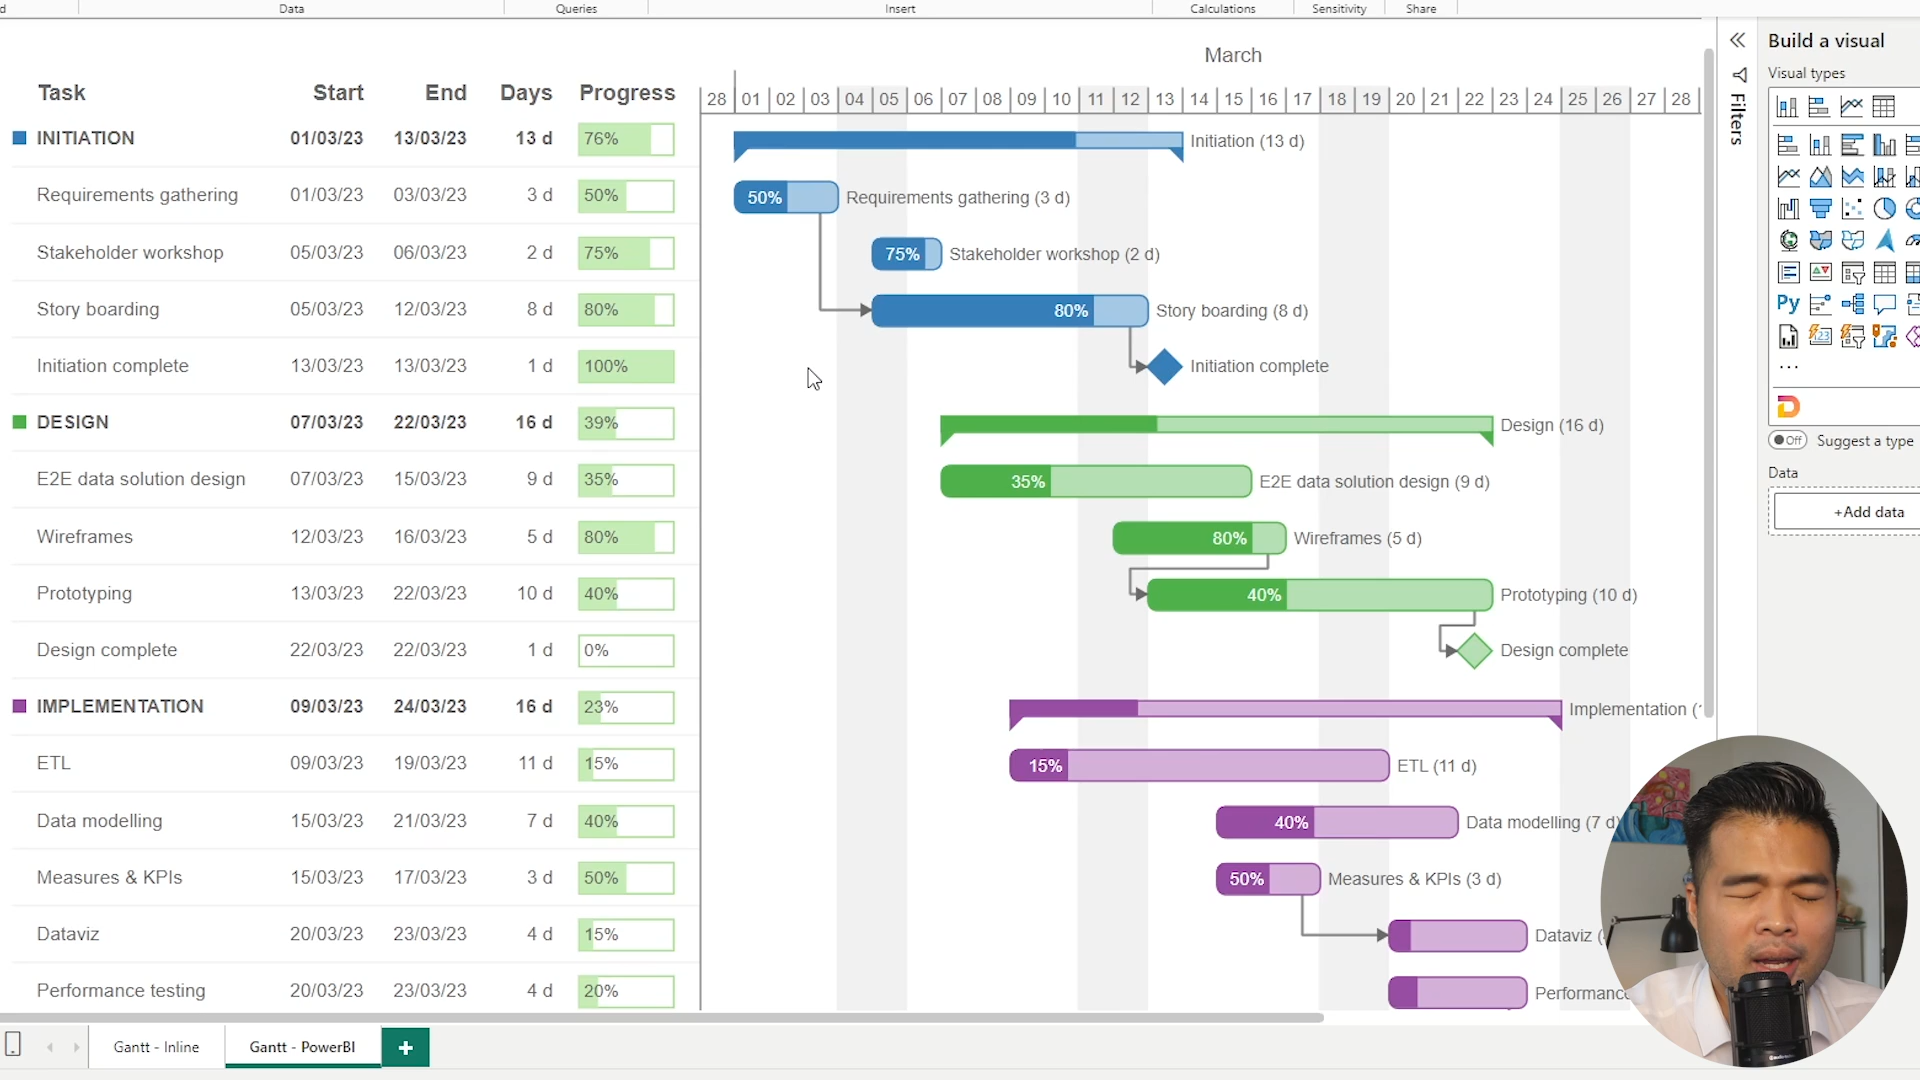 d Data Queries Insert Calculations Sensitivity Share
March
Task Start End Days Progress 28 01 02 03 04 05 06 07 08 09 10 11 12 13 14 15 16 17 18 19 20 21 22 23 24 25 26 27 28
INITIATION 01/03/23 13/03/23 13 d 76% Initiation (13 d)
Requirements gathering 01/03/23 03/03/23 3 d 50% 50% Requirements gathering (3 d)
Stakeholder workshop 05/03/23 06/03/23 2 d 75% 75% Stakeholder workshop (2 d)
Story boarding 05/03/23 12/03/23 8 d 80% 80% Story boarding (8 d)
Initiation complete 13/03/23 13/03/23 1 d 100% Initiation complete
DESIGN 07/03/23 22/03/23 16 d 39% Design (16 d)
E2E data solution design 07/03/23 15/03/23 9 d 35% 35% E2E data solution design (9 d)
Wireframes 12/03/23 16/03/23 5 d 80% 80% Wireframes (5 d)
Prototyping 13/03/23 22/03/23 10 d 40% 40% Prototyping (10 d)
Design complete 22/03/23 22/03/23 1 d 0% Design complete
IMPLEMENTATION 09/03/23 24/03/23 16 d 23% Implementation (
ETL 09/03/23 19/03/23 11 d 15% 15% ETL (11 d)
Data modelling 15/03/23 21/03/23 7 d 40% 40% Data modelling (7 d)
Measures & KPIs 15/03/23 17/03/23 3 d 50% 50% Measures & KPIs (3 d)
Dataviz 20/03/23 23/03/23 4 d 15% Dataviz (
Performance testing 20/03/23 23/03/23 4 d 20% Performance
Gantt - Inline Gantt - PowerBI +
Filters
Build a visual
Visual types
Py
123
...
Off Suggest a type
Data
+Add data